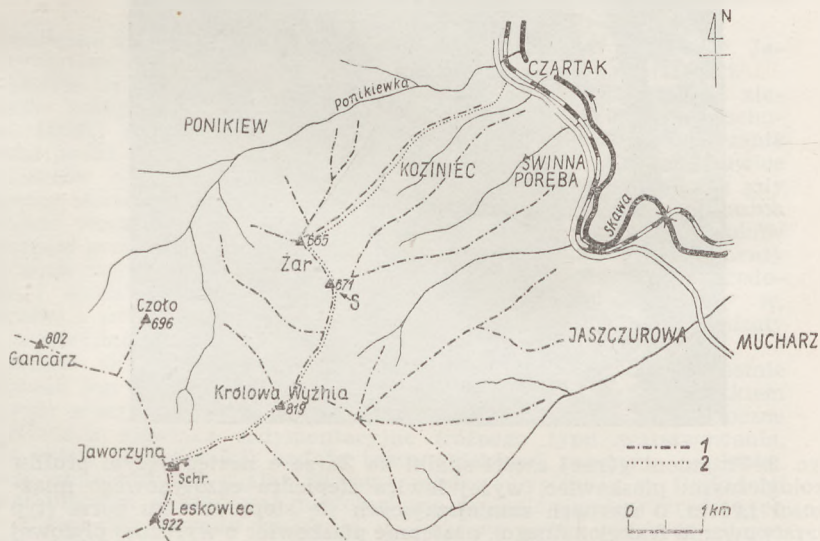 N
CZARTAK
Ponikiewka
PONIKIEW
KOZINIEC
ŚWINNA
PORĘBA
Skawa
665
Żar
671
S
Czoło
696
802
Gancarz
JASZCZUROWA
MUCHARZ
Królowa Wyżnia
819
Jaworzyna
Schr.
Leskowiec
922
1
2
0 1km